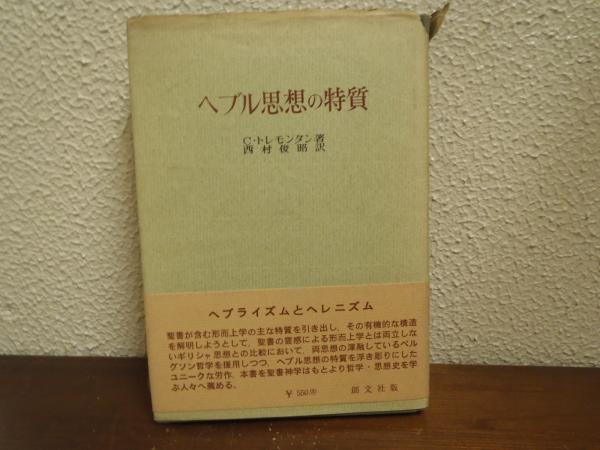 ヘブル思想の特質
C・トレモンタン著
西村俊昭訳
ヘブライズムとヘレニズム
聖書が含む形而上学の主な特質を引き出し、その有機的な構造
を解明しようとして、聖書の霊感による形而上学とは両立しな
いギリシャ思想との比較において、両思想の渾融しているベル
グソン哲学を援用しつつ、ヘブル思想の特質を浮き彫りにした
ユニークな労作。本書を聖書神学はもとより哲学・思想史を学
ぶ人々へ薦める。
¥ 550.00 創文社版